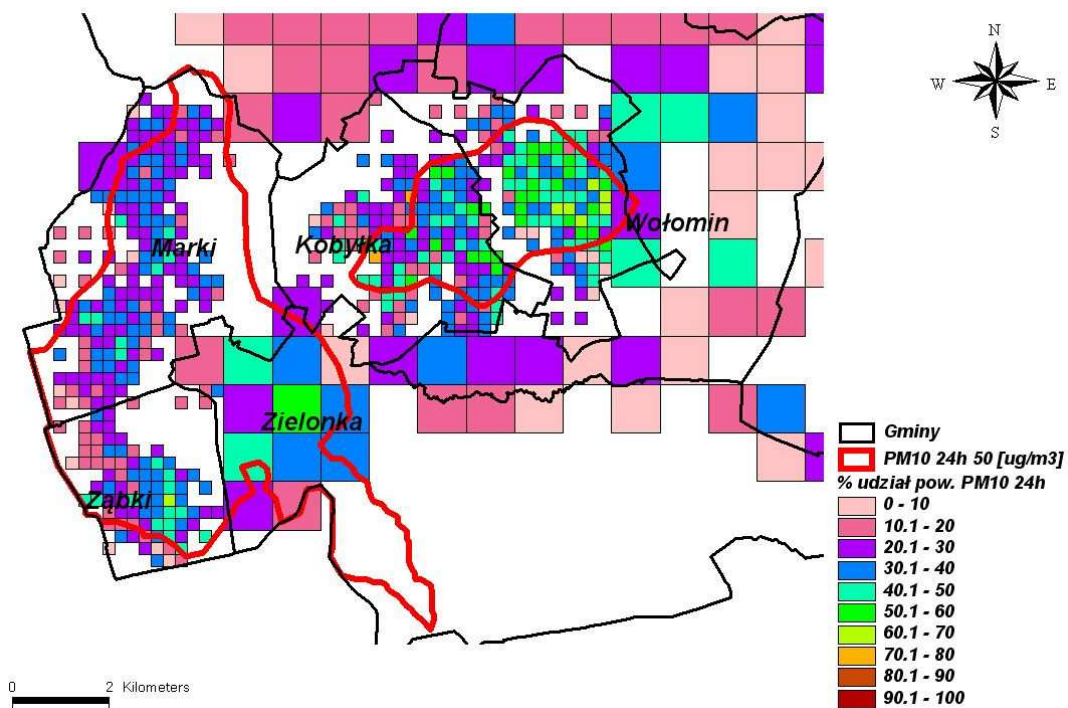 N
W E
S
Marki
Kobyłka
Wołomin
Zielonka
Ząbki
Gminy
PM10 24h 50 [ug/m3]
% udział pow. PM10 24h
0 - 10
10.1 - 20
20.1 - 30
30.1 - 40
40.1 - 50
50.1 - 60
60.1 - 70
70.1 - 80
80.1 - 90
90.1 - 100
0 2 Kilometers